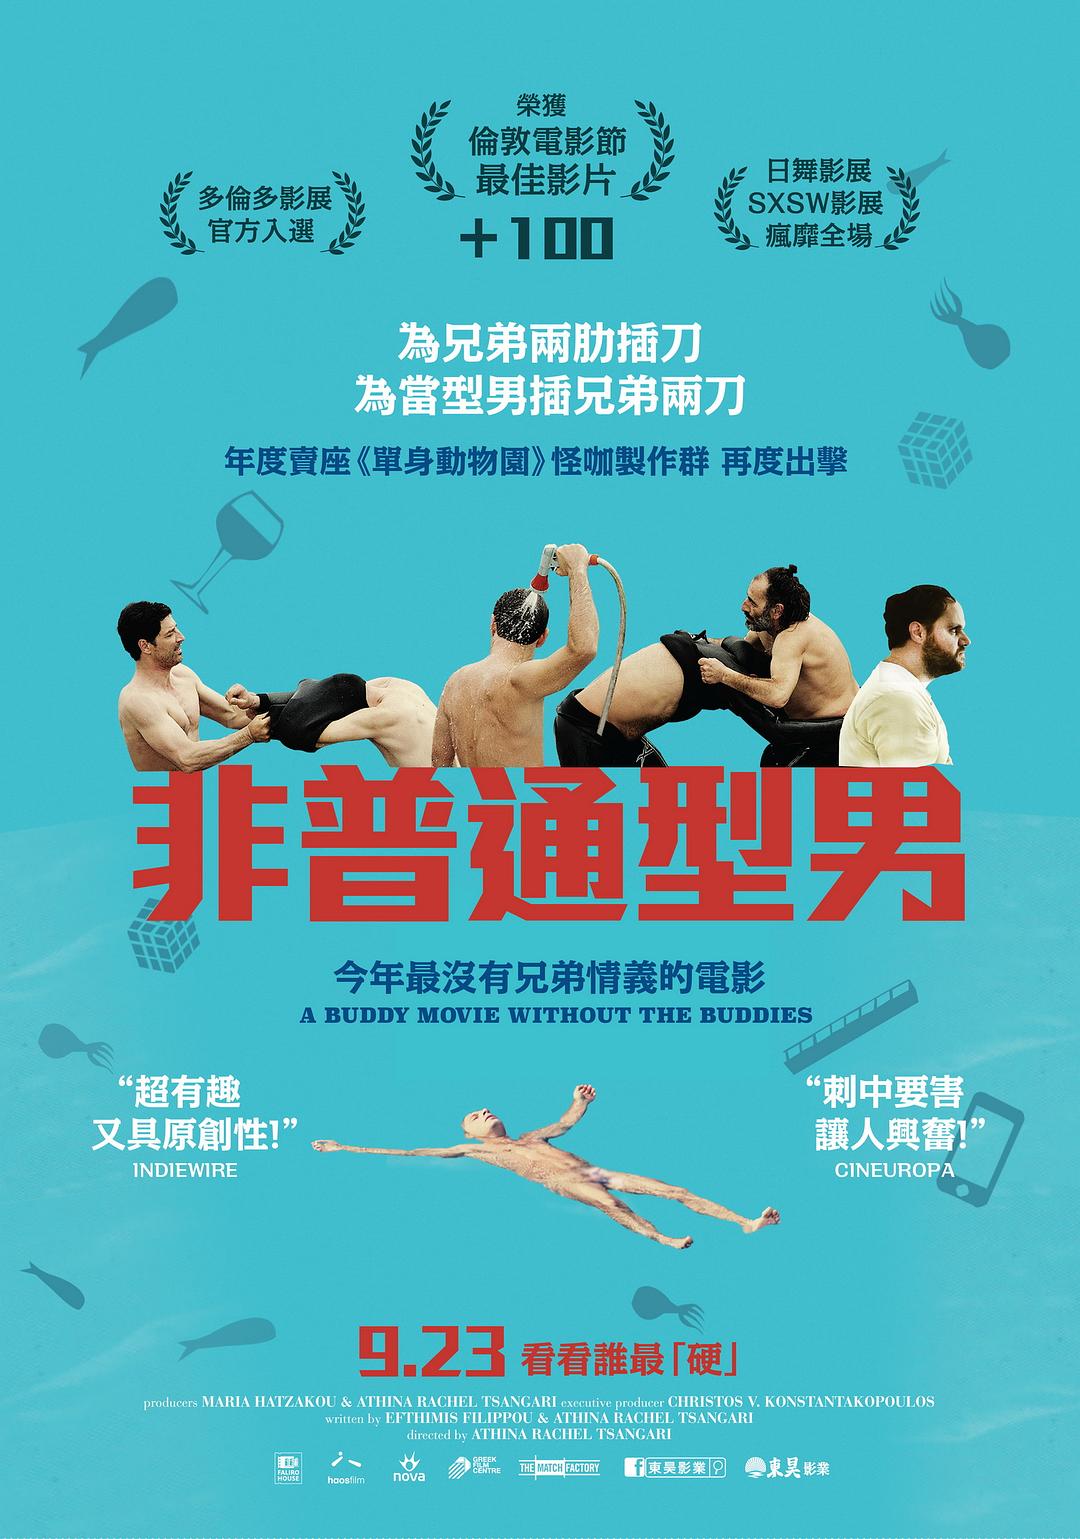 榮獲
倫敦電影節
最佳影片
+100
多倫多影展
官方入選
日舞影展
SXSW影展
瘋靡全場
為兄弟兩肋插刀
為當型男插兄弟兩刀
年度賣座《單身動物園》怪咖製作群 再度出擊
非普通型男
今年最沒有兄弟情義的電影
A BUDDY MOVIE WITHOUT THE BUDDIES
“超有趣
又具原創性!”
INDIEWIRE
“刺中要害
讓人興奮!”
CINEUROPA
9.23 看看誰最「硬」
producers MARIA HATZAKOU & ATHINA RACHEL TSANGARI executive producer CHRISTOS V. KONSTANTAKOPOULOS
written by EFTHIMIS FILIPPOU & ATHINA RACHEL TSANGARI
directed by ATHINA RACHEL TSANGARI
FALIRO HOUSE
haosfilm
nova
GREEK FILM CENTRE
THE MATCH FACTORY
f 東昊影業
東昊影業